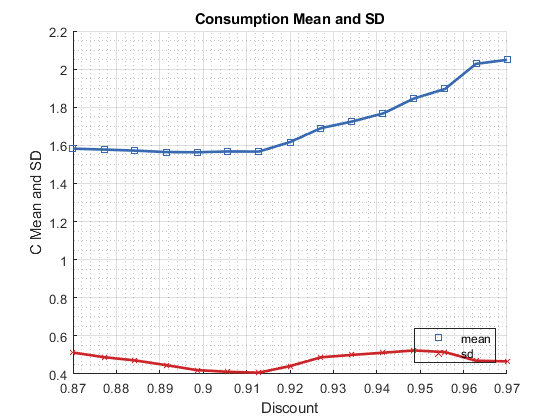 Consumption Mean and SD
C Mean and SD
2.2
2
1.8
1.6
1.4
1.2
1
0.8
0.6
0.4
mean
sd
0.87 0.88 0.89 0.9 0.91 0.92 0.93 0.94 0.95 0.96 0.97
Discount